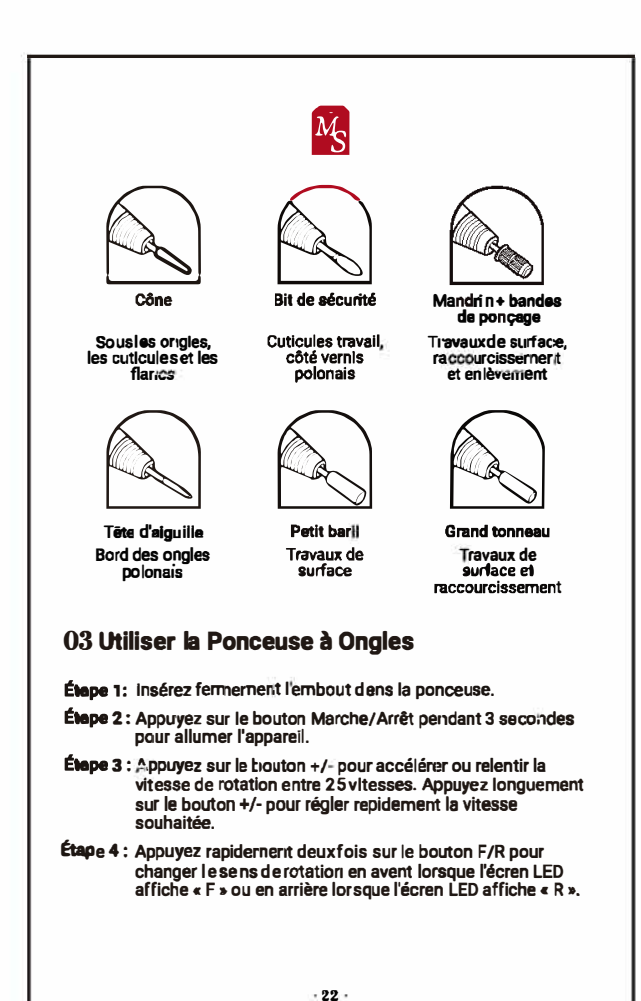 MS
Cône
Bit de sécurité
Mandrin + bandes
de ponçage
Sous les ongles,
les cuticules et les
flancs
Cuticules travail,
côté vernis
polonais
Travaux de surface,
raccourcissement
et enlèvement
Tête d'aiguille
Petit baril
Grand tonneau
Bord des ongles
polonais
Travaux de
surface
Travaux de
surface et
raccourcissement
03 Utiliser la Ponceuse à Ongles
Étape 1: Insérez fermement l'embout dans la ponceuse.
Étape 2 : Appuyez sur le bouton Marche/Arrêt pendant 3 secondes
pour allumer l'appareil.
Étape 3 : Appuyez sur le bouton +/- pour accélérer ou relentir la
vitesse de rotation entre 25 vitesses. Appuyez longuement
sur le bouton +/- pour régler repidement la vitesse
souhaitée.
Étape 4 : Appuyez rapidement deux fois sur le bouton F/R pour
changer le sens de rotation en avent lorsque l'écren LED
affiche « F » ou en arrière lorsque l'écren LED affiche « R ».
· 22 ·